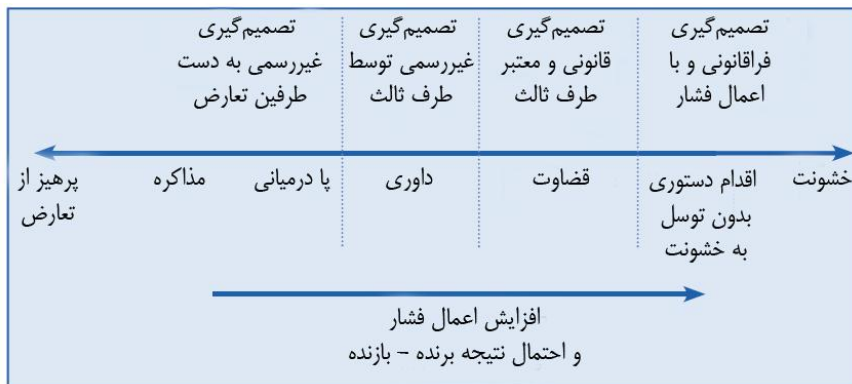 تصمیم‌گیری
فراقانونی و با
اعمال فشار
تصمیم‌گیری
قانونی و معتبر
طرف ثالث
تصمیم‌گیری
غیررسمی توسط
طرف ثالث
تصمیم‌گیری
غیررسمی به دست
طرفین تعارض
خشونت
اقدام دستوری
بدون توسل
به خشونت
قضاوت
داوری
پا درمیانی
مذاکره
پرهیز از
تعارض
افزایش اعمال فشار
و احتمال نتیجه برنده – بازنده